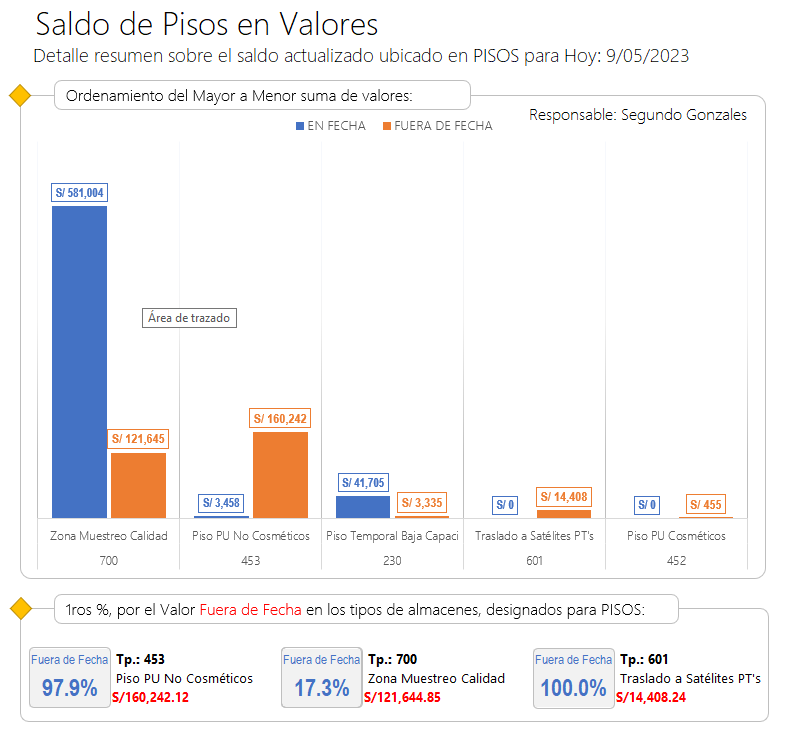 Saldo de Pisos en Valores
Detalle resumen sobre el saldo actualizado ubicado en PISOS para Hoy: 9/05/2023
Ordenamiento del Mayor a Menor suma de valores:
Responsable: Segundo Gonzales
EN FECHA FUERA DE FECHA
S/ 581,004
Área de trazado
S/ 160,242
S/ 121,645
S/ 41,705
S/ 14,408
S/ 3,458
S/ 3,335
S/ 0
S/ 0
S/ 455
Zona Muestreo Calidad Piso PU No Cosméticos Piso Temporal Baja Capaci Traslado a Satélites PT's Piso PU Cosméticos
700 453 230 601 452
1ros %, por el Valor Fuera de Fecha en los tipos de almacenes, designados para PISOS:
Fuera de Fecha
97.9%
Tp.: 453
Piso PU No Cosméticos
S/160,242.12
Fuera de Fecha
17.3%
Tp.: 700
Zona Muestreo Calidad
S/121,644.85
Fuera de Fecha
100.0%
Tp.: 601
Traslado a Satélites PT's
S/14,408.24